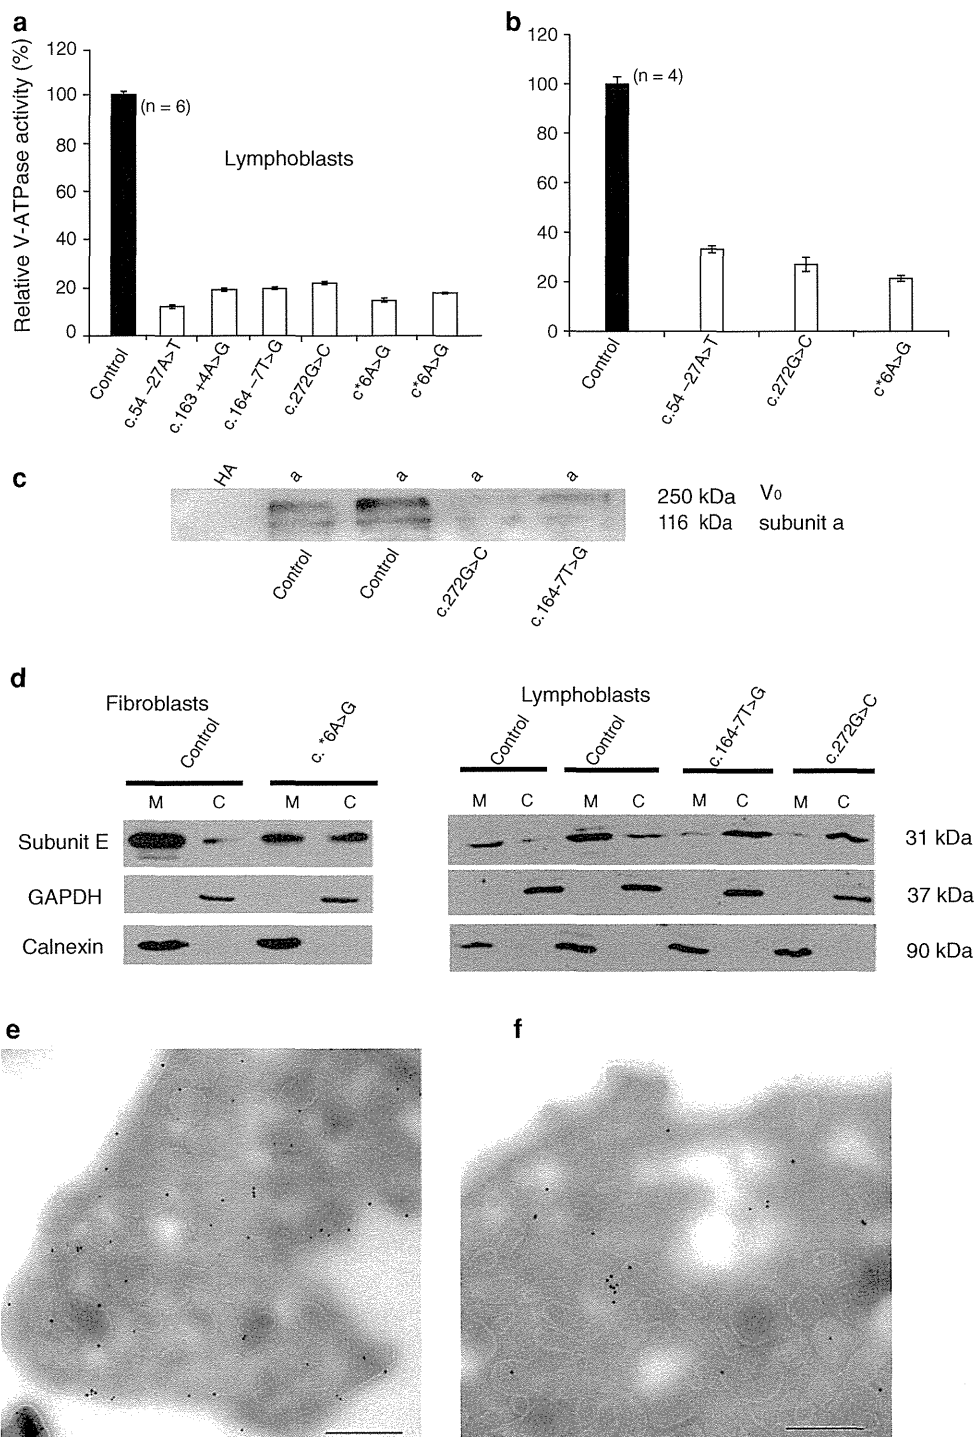 a
b
Relative V-ATPase activity (%)
120
100
80
60
40
20
0
(n = 6)
Lymphoblasts
Control
c.54 –27A>T
c.163 +4A>G
c.164 –7T>G
c.272G>C
c*6A>G
c*6A>G
120
100
80
60
40
20
0
(n = 4)
Control
c.54 –27A>T
c.272G>C
c*6A>G
c
HA
a
a
a
a
250 kDa V₀
116 kDa subunit a
Control
Control
c.272G>C
c.164-7T>G
d
Fibroblasts
Lymphoblasts
Control
c. *6A>G
Control
Control
c.164-7T>G
c.272G>C
M C M C M C M C M C M C
Subunit E 31 kDa
GAPDH 37 kDa
Calnexin 90 kDa
e
f